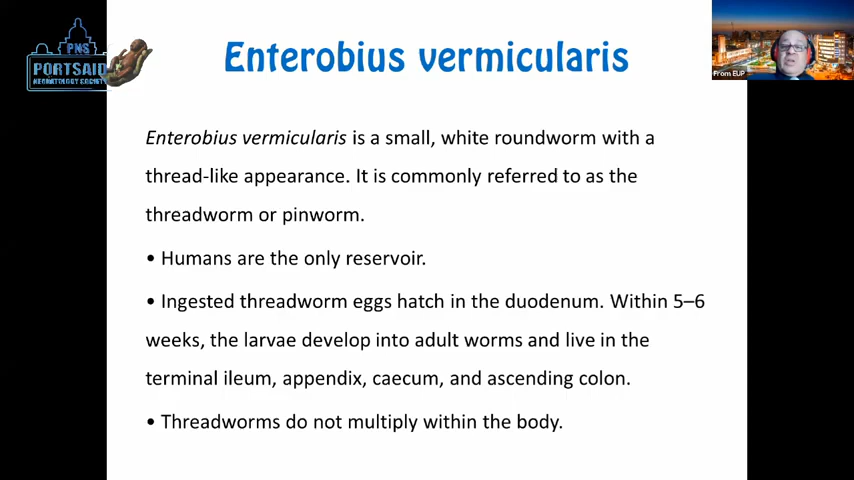 PNS
PORTSAID
NEONATOLOGY SOCIETY
Enterobius vermicularis
From EUP
Enterobius vermicularis is a small, white roundworm with a
thread-like appearance. It is commonly referred to as the
threadworm or pinworm.
• Humans are the only reservoir.
• Ingested threadworm eggs hatch in the duodenum. Within 5–6
weeks, the larvae develop into adult worms and live in the
terminal ileum, appendix, caecum, and ascending colon.
• Threadworms do not multiply within the body.